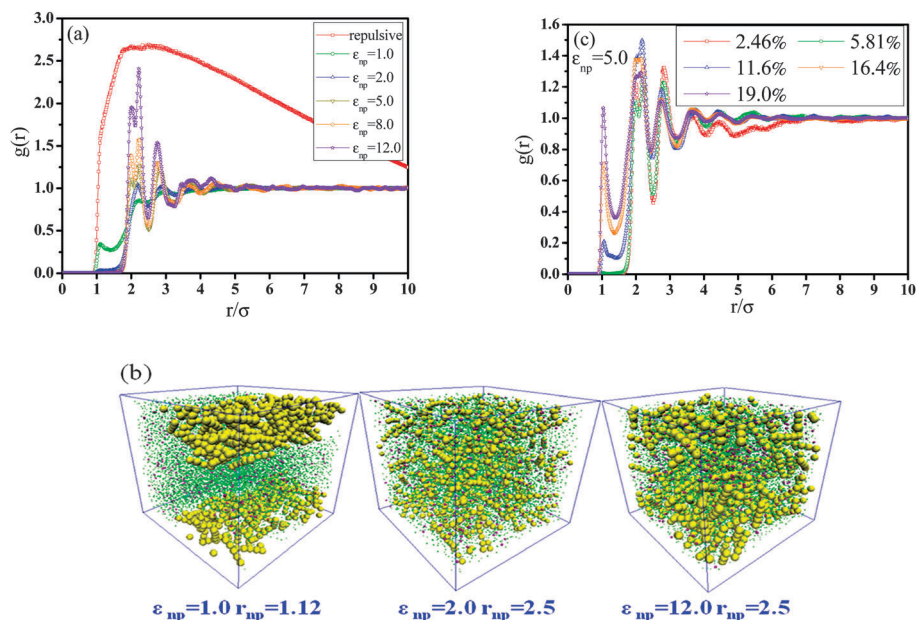 (a)
3.0
2.5
2.0
1.5
1.0
0.5
0.0
g(r)
0 1 2 3 4 5 6 7 8 9 10
r/σ
repulsive
ε_np=1.0
ε_np=2.0
ε_np=5.0
ε_np=8.0
ε_np=12.0
(c)
ε_np=5.0
1.6
1.4
1.2
1.0
0.8
0.6
0.4
0.2
0.0
g(r)
0 1 2 3 4 5 6 7 8 9 10
r/σ
2.46% 5.81%
11.6% 16.4%
19.0%
(b)
ε_np=1.0 r_np=1.12
ε_np=2.0 r_np=2.5
ε_np=12.0 r_np=2.5